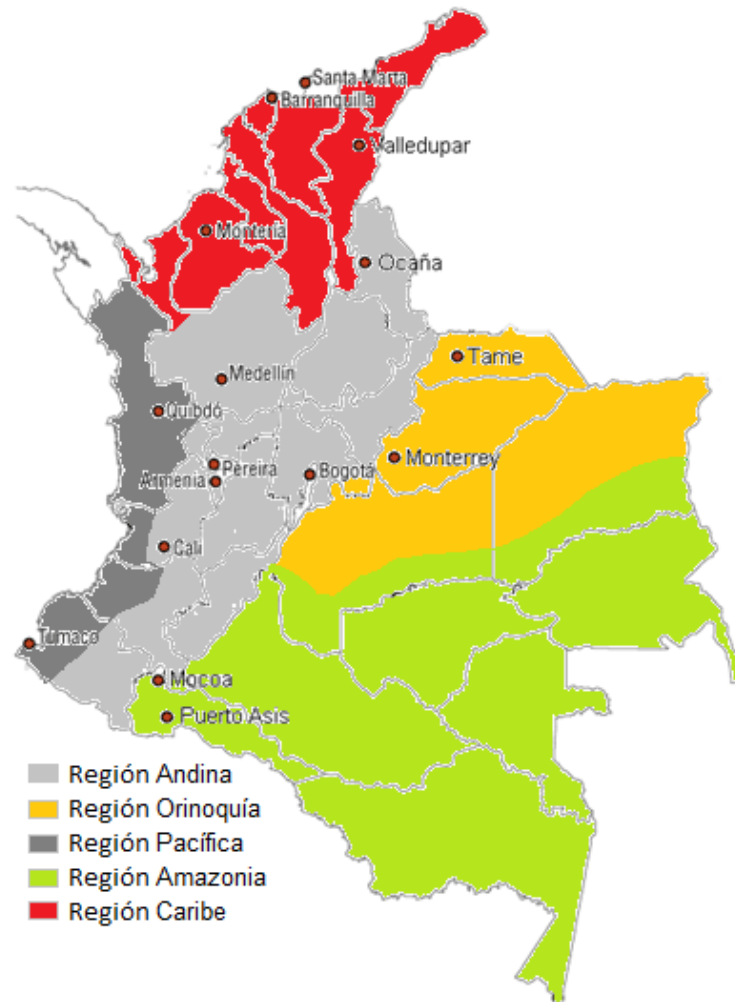 Santa Marta
Barranquilla
Valledupar
Montería
Ocaña
Tame
Medellín
Quibdó
Monterrey
Pereira
Bogotá
Armenia
Cali
Tumaco
Mocoa
Puerto Asis
Región Andina
Región Orinoquía
Región Pacífica
Región Amazonia
Región Caribe